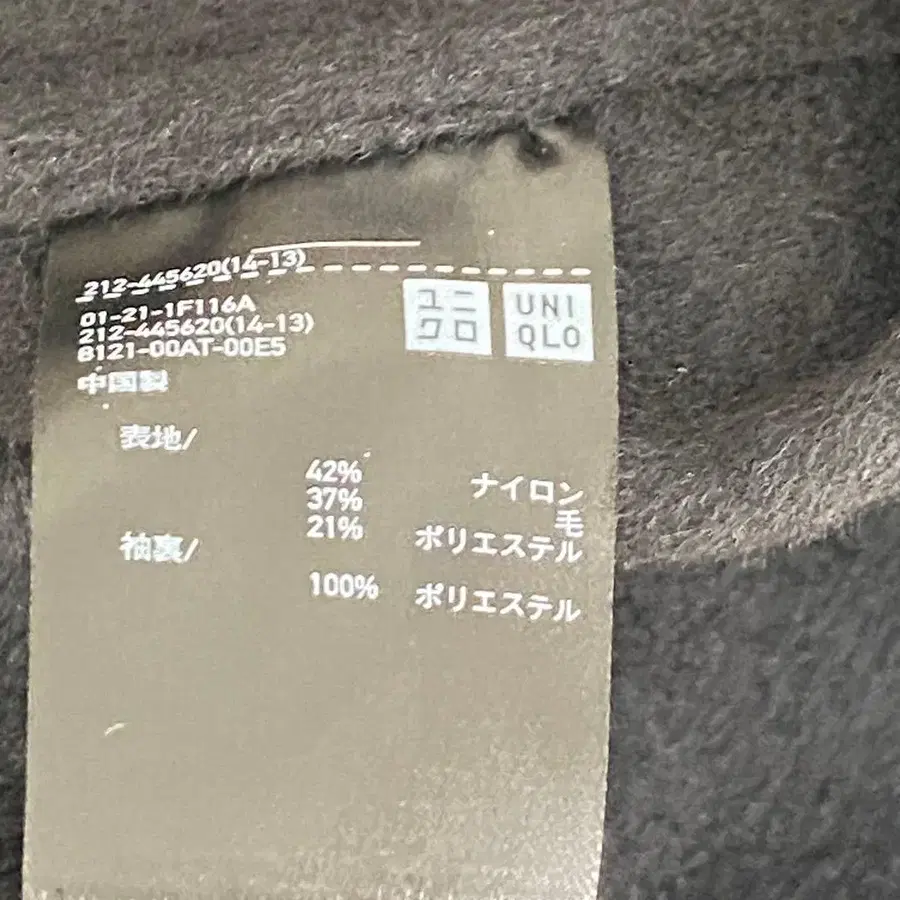 212-445620(14-13)
01-21-1F116A
212-445620(14-13)
8121-00AT-00E5
中国製
ユニ
クロ
UNI
QLO
表地/
42% ナイロン
37% 毛
21% ポリエステル
袖裏/
100% ポリエステル